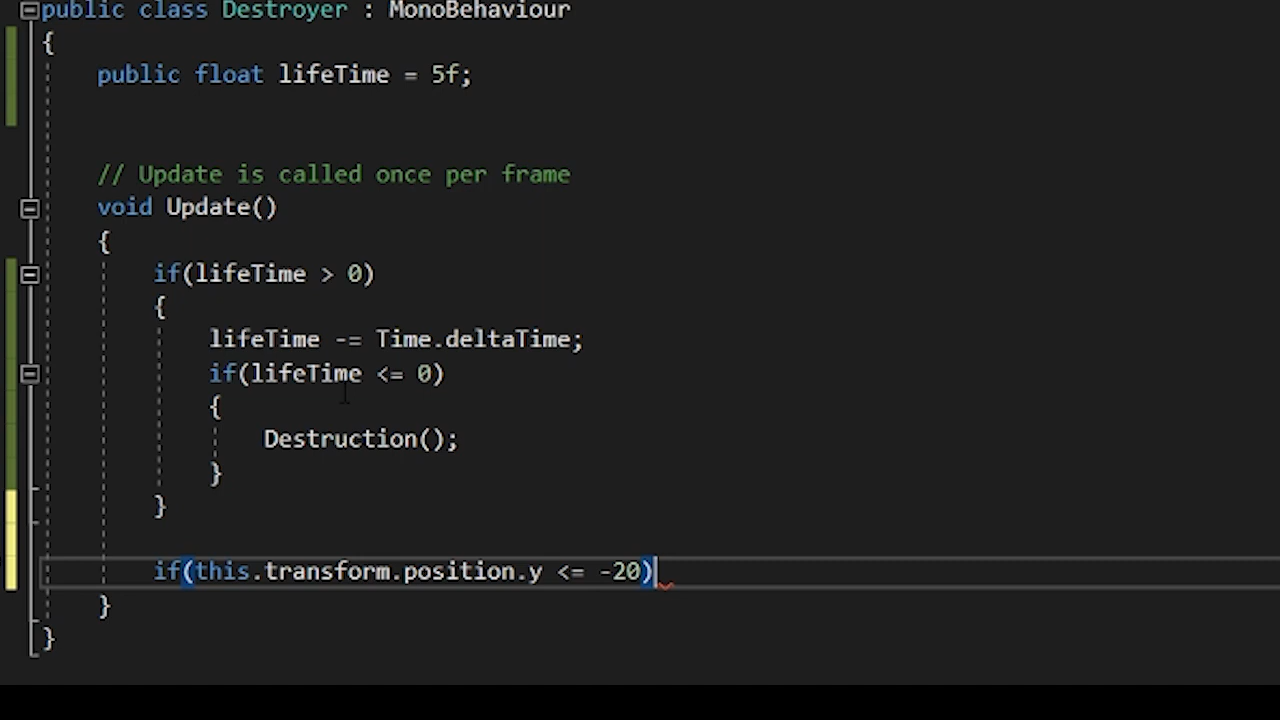 public class Destroyer : MonoBehaviour
{
    public float lifeTime = 5f;
    // Update is called once per frame
    void Update()
    {
        if(lifeTime > 0)
        {
            lifeTime -= Time.deltaTime;
            if(lifeTime <= 0)
            {
                Destruction();
            }
        }
        if(this.transform.position.y <= -20)
    }
}